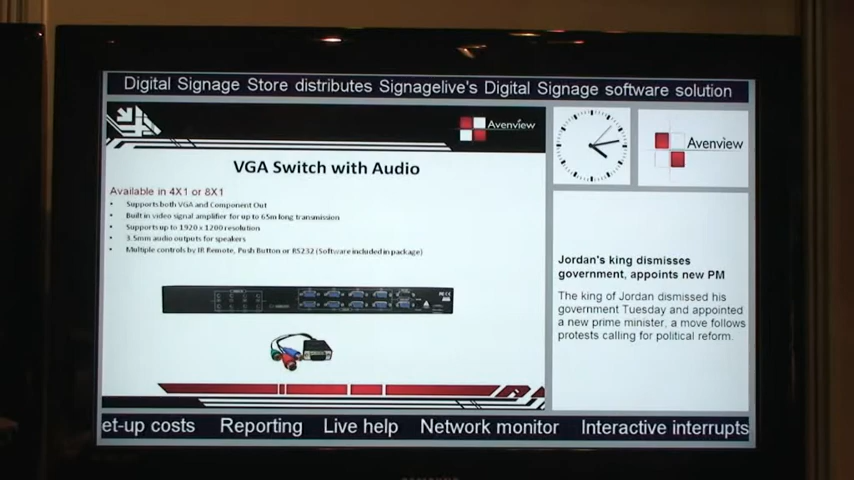 Digital Signage Store distributes Signagelive's Digital Signage software solution
Avenview
VGA Switch with Audio
Available in 4X1 or 8X1
• Supports both VGA and Component Out
• Built in video signal amplifier for up to 65m long transmission
• Supports up to 1920 x 1200 resolution
• 3.5mm audio outputs for speakers
• Multiple controls by IR Remote, Push Button or RS232 (Software included in package)
Avenview
Jordan's king dismisses
government, appoints new PM
The king of Jordan dismissed his
government Tuesday and appointed
a new prime minister, a move follows
protests calling for political reform.
et-up costs Reporting Live help Network monitor Interactive interrupts